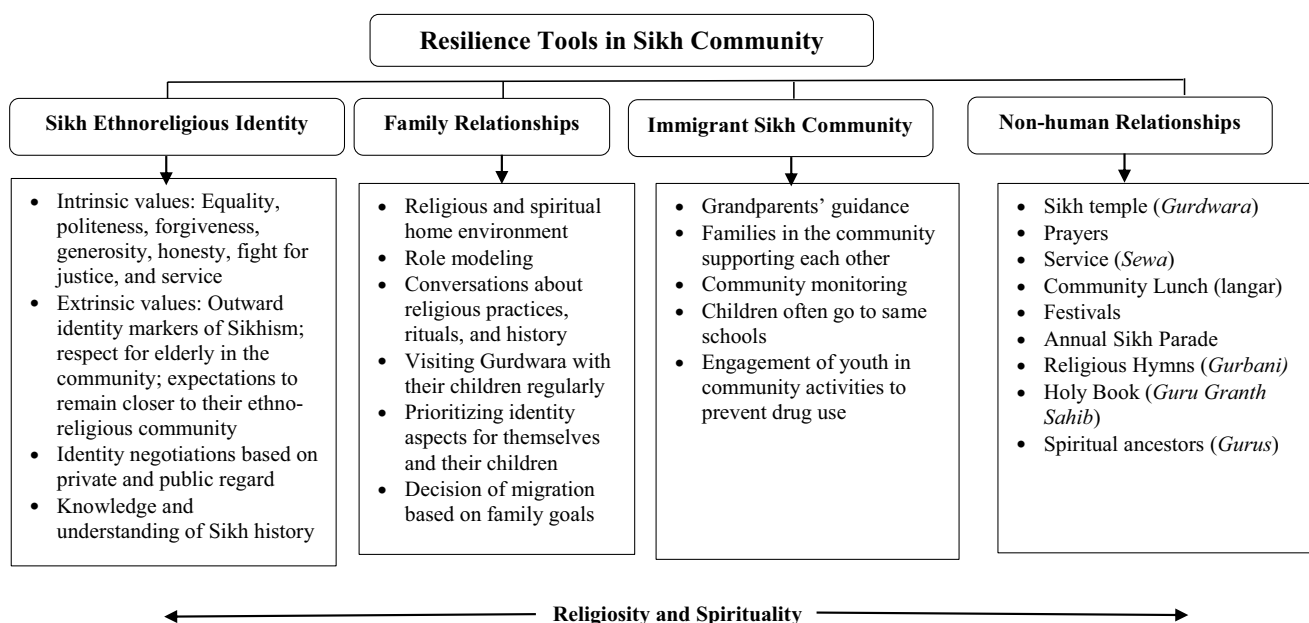 Resilience Tools in Sikh Community
Sikh Ethnoreligious Identity
Family Relationships
Immigrant Sikh Community
Non-human Relationships
• Intrinsic values: Equality,
politeness, forgiveness,
generosity, honesty, fight for
justice, and service
• Extrinsic values: Outward
identity markers of Sikhism;
respect for elderly in the
community; expectations to
remain closer to their ethno-
religious community
• Identity negotiations based on
private and public regard
• Knowledge and
understanding of Sikh history
• Religious and spiritual
home environment
• Role modeling
• Conversations about
religious practices,
rituals, and history
• Visiting Gurdwara with
their children regularly
• Prioritizing identity
aspects for themselves
and their children
• Decision of migration
based on family goals
• Grandparents’ guidance
• Families in the community
supporting each other
• Community monitoring
• Children often go to same
schools
• Engagement of youth in
community activities to
prevent drug use
• Sikh temple (Gurdwara)
• Prayers
• Service (Sewa)
• Community Lunch (langar)
• Festivals
• Annual Sikh Parade
• Religious Hymns (Gurbani)
• Holy Book (Guru Granth
Sahib)
• Spiritual ancestors (Gurus)
Religiosity and Spirituality